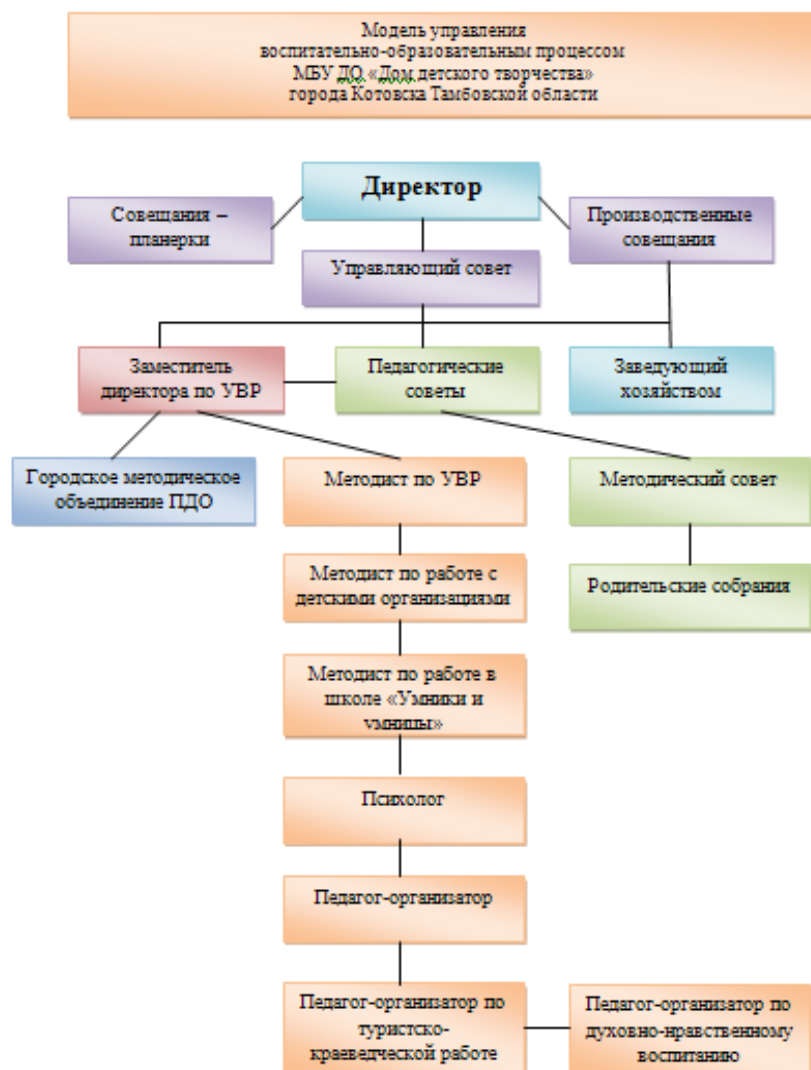 Модель управления
воспитательно-образовательным процессом
МБУ ДО «Дом детского творчества»
города Котовска Тамбовской области
Директор
Совещания –
планерки
Производственные
совещания
Управляющий совет
Заместитель
директора по УВР
Педагогические
советы
Заведующий
хозяйством
Городское методическое
объединение ПДО
Методист по УВР
Методический совет
Методист по работе с
детскими организациями
Родительские собрания
Методист по работе в
школе «Умники и
умницы»
Психолог
Педагог-организатор
Педагог-организатор по
туристско-
краеведческой работе
Педагог-организатор по
духовно-нравственному
воспитанию